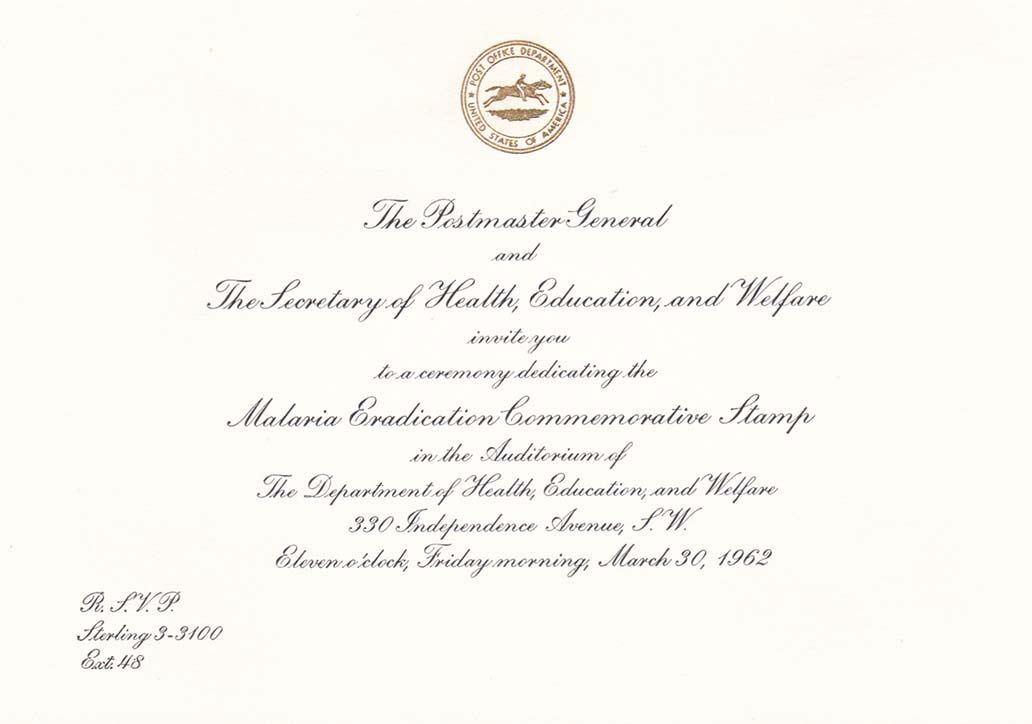 POST OFFICE DEPARTMENT
UNITED STATES OF AMERICA
The Postmaster General
and
The Secretary of Health, Education, and Welfare
invite you
to a ceremony dedicating the
Malaria Eradication Commemorative Stamp
in the Auditorium of
The Department of Health, Education, and Welfare
330 Independence Avenue, S. W.
Eleven o'clock, Friday morning, March 30, 1962
R. S. V. P.
Sterling 3-3100
Ext. 48